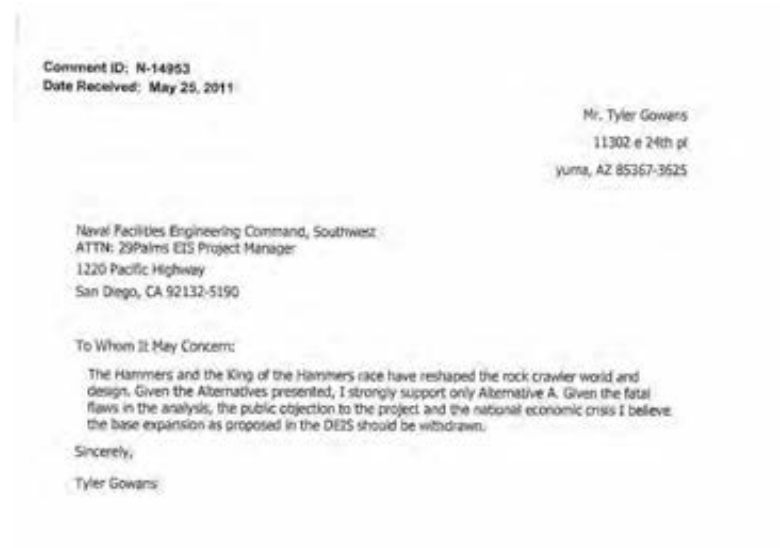 Comment ID: N-14953
Date Received: May 25, 2011
Mr. Tyler Gowans
11302 e 24th pl
yuma, AZ 85367-3625
Naval Facilities Engineering Command, Southwest
ATTN: 29Palms EIS Project Manager
1220 Pacific Highway
San Diego, CA 92132-5190
To Whom It May Concern:
The Hammers and the King of the Hammers race have reshaped the rock crawler world and
design. Given the Alternatives presented, I strongly support only Alternative A. Given the fatal
flaws in the analysis, the public objection to the project and the national economic crisis I believe
the base expansion as proposed in the DEIS should be withdrawn.
Sincerely,
Tyler Gowans